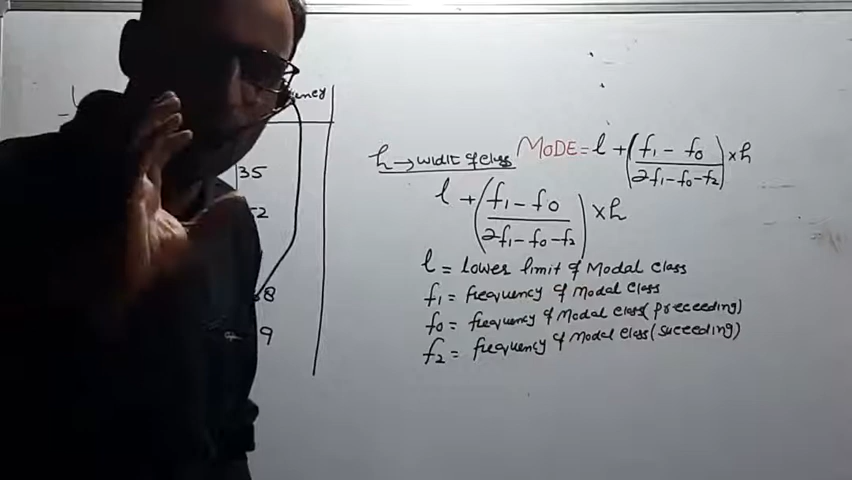 35
8
9
h → widit of class
MODE = l + (f1 - f0 / 2f1 - f0 - f2) × h
l + (f1 - f0 / 2f1 - f0 - f2) × h
l = lower limit of Modal class
f1 = frequency of Modal class
f0 = frequency of Modal class (preceeding)
f2 = frequency of Modal class (succeeding)